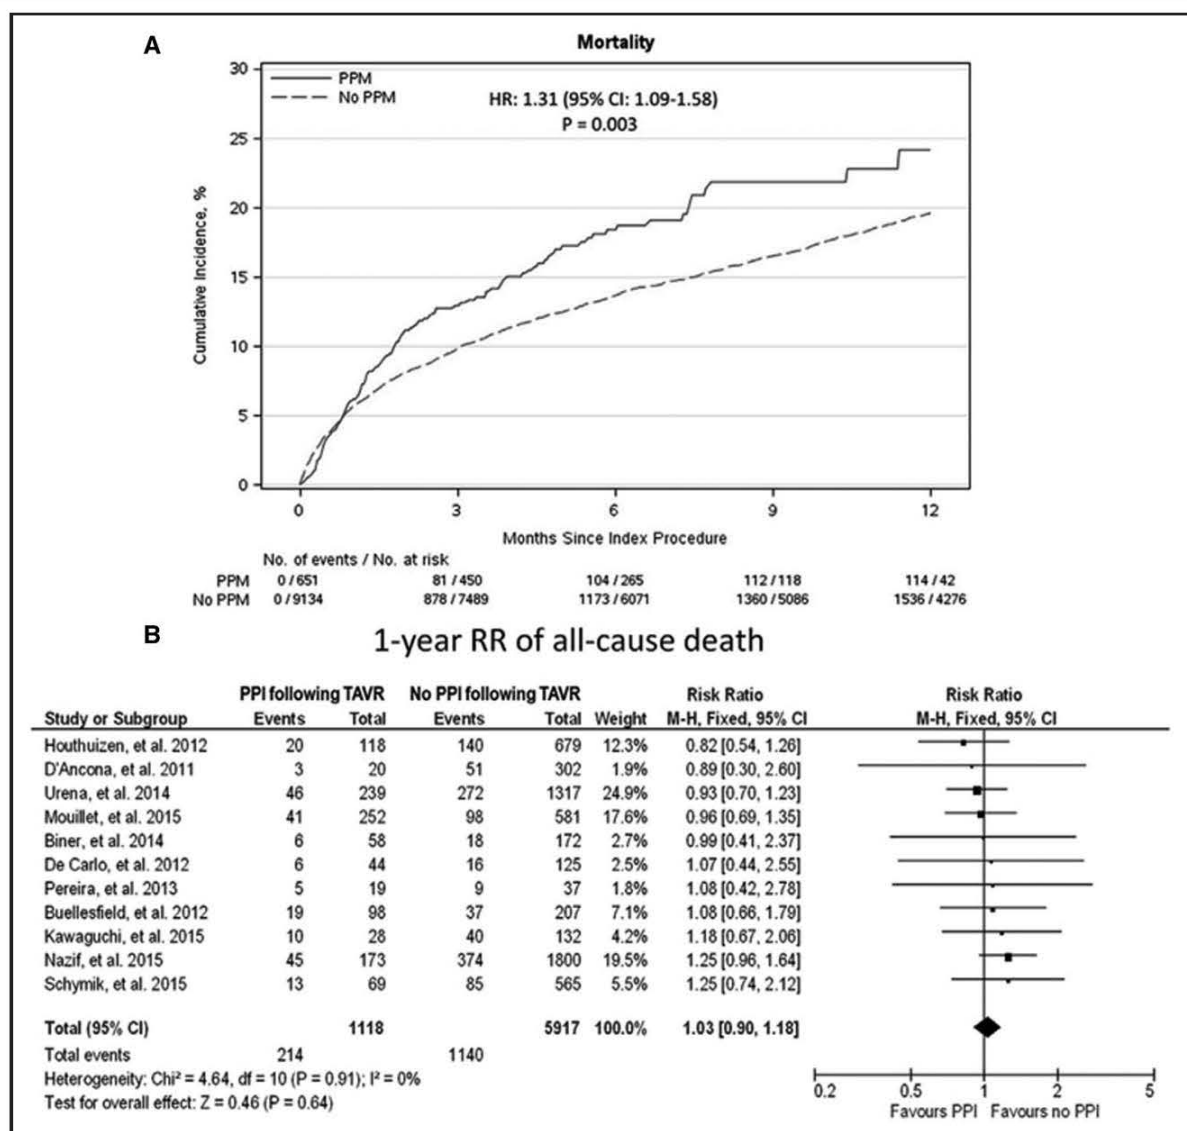 A
Mortality
PPM
No PPM
HR: 1.31 (95% CI: 1.09-1.58)
P = 0.003
30
25
20
15
10
5
0
Cumulative Incidence, %
0 3 6 9 12
Months Since Index Procedure
No. of events / No. at risk
PPM 0 / 651 81 / 450 104 / 265 112 / 118 114 / 42
No PPM 0 / 9134 878 / 7489 1173 / 6071 1360 / 5086 1536 / 4276
B
1-year RR of all-cause death
PPI following TAVR No PPI following TAVR Risk Ratio Risk Ratio
Study or Subgroup Events Total Events Total Weight M-H, Fixed, 95% CI M-H, Fixed, 95% CI
Houthuizen, et al. 2012 20 118 140 679 12.3% 0.82 [0.54, 1.26]
D'Ancona, et al. 2011 3 20 51 302 1.9% 0.89 [0.30, 2.60]
Urena, et al. 2014 46 239 272 1317 24.9% 0.93 [0.70, 1.23]
Mouillet, et al. 2015 41 252 98 581 17.6% 0.96 [0.69, 1.35]
Biner, et al. 2014 6 58 18 172 2.7% 0.99 [0.41, 2.37]
De Carlo, et al. 2012 6 44 16 125 2.5% 1.07 [0.44, 2.55]
Pereira, et al. 2013 5 19 9 37 1.8% 1.08 [0.42, 2.78]
Buellesfield, et al. 2012 19 98 37 207 7.1% 1.08 [0.66, 1.79]
Kawaguchi, et al. 2015 10 28 40 132 4.2% 1.18 [0.67, 2.06]
Nazif, et al. 2015 45 173 374 1800 19.5% 1.25 [0.96, 1.64]
Schymik, et al. 2015 13 69 85 565 5.5% 1.25 [0.74, 2.12]
Total (95% CI) 1118 5917 100.0% 1.03 [0.90, 1.18]
Total events 214 1140
Heterogeneity: Chi² = 4.64, df = 10 (P = 0.91); I² = 0%
Test for overall effect: Z = 0.46 (P = 0.64)
0.2 0.5 1 2 5
Favours PPI Favours no PPI